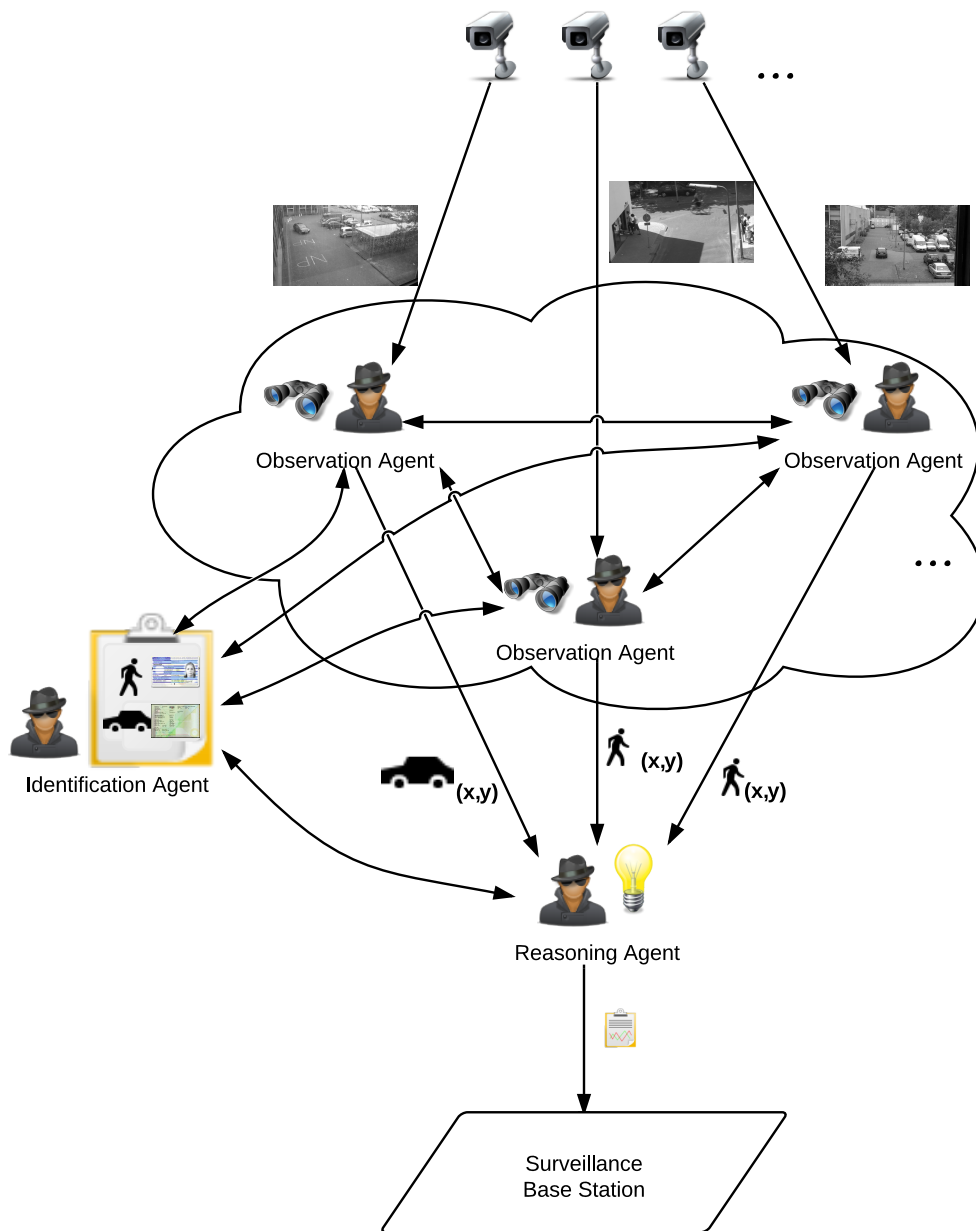 ...
Observation Agent
Observation Agent
...
Observation Agent
Identification Agent
(x,y)
(x,y)
(x,y)
Reasoning Agent
Surveillance
Base Station